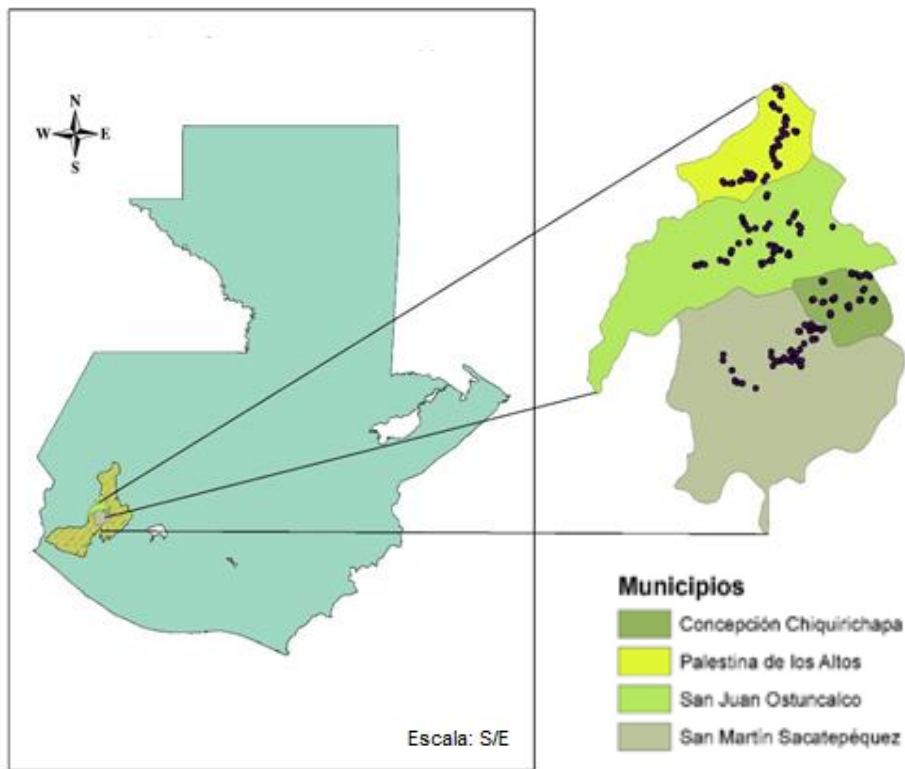 N
W E
S
Escala: S/E
Municipios
Concepción Chiquirichapa
Palestina de los Altos
San Juan Ostuncalco
San Martín Sacatepéquez